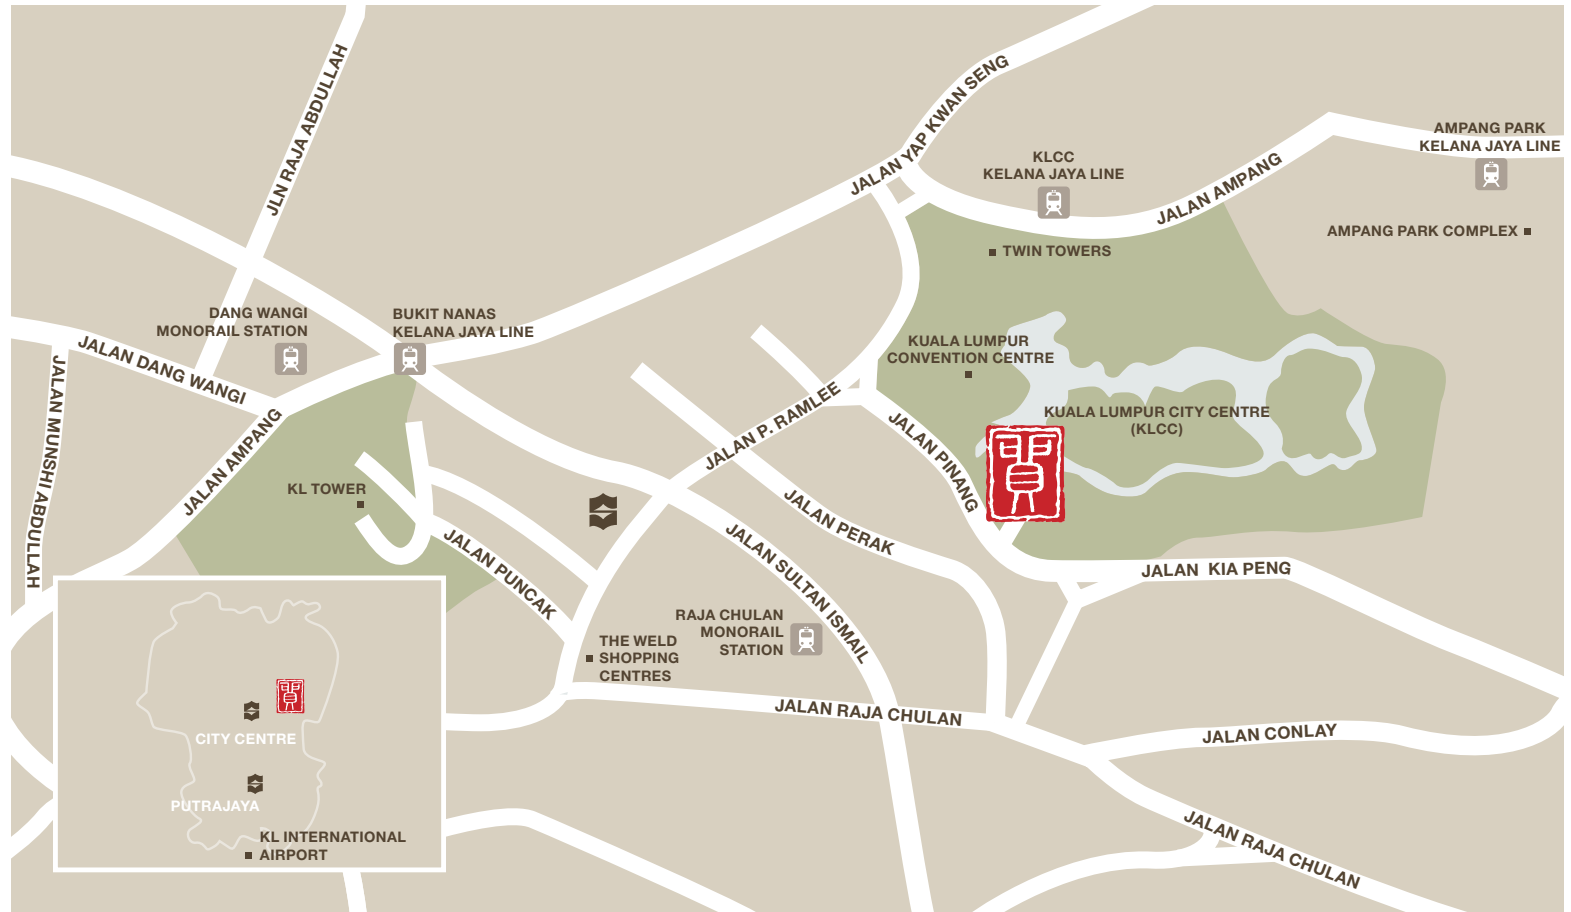 JLN RAJA ABDULLAH
JALAN YAP KWAN SENG
KLCC
KELANA JAYA LINE
JALAN AMPANG
AMPANG PARK
KELANA JAYA LINE
AMPANG PARK COMPLEX
TWIN TOWERS
DANG WANGI
MONORAIL STATION
BUKIT NANAS
KELANA JAYA LINE
JALAN DANG WANGI
JALAN MUNSHI ABDULLAH
JALAN AMPANG
KUALA LUMPUR
CONVENTION CENTRE
KUALA LUMPUR CITY CENTRE
(KLCC)
JALAN P. RAMLEE
JALAN PINANG
KL TOWER
JALAN PUNCAK
JALAN PERAK
JALAN SULTAN ISMAIL
JALAN  KIA PENG
RAJA CHULAN
MONORAIL
STATION
THE WELD
SHOPPING
CENTRES
JALAN RAJA CHULAN
JALAN CONLAY
JALAN RAJA CHULAN
CITY CENTRE
PUTRAJAYA
KL INTERNATIONAL
AIRPORT